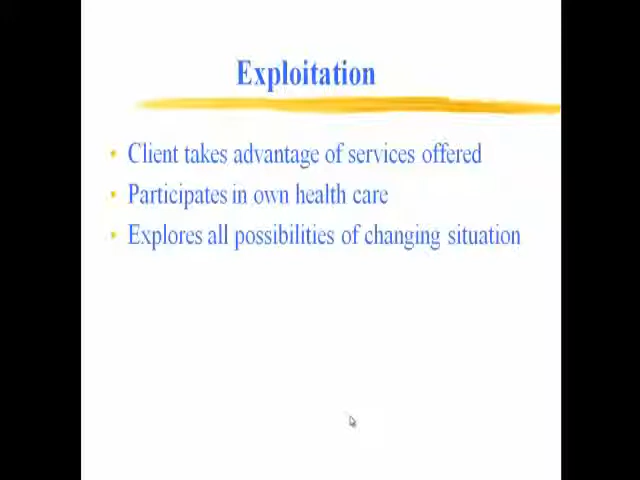 Exploitation
Client takes advantage of services offered
Participates in own health care
Explores all possibilities of changing situation